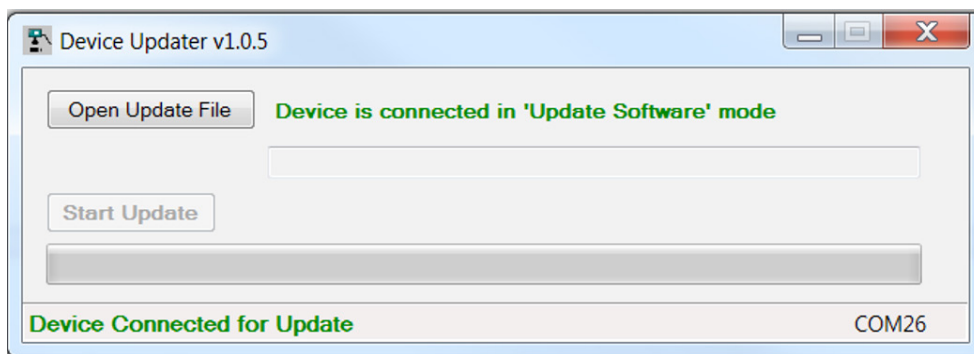 Device Updater v1.0.5
Open Update File Device is connected in 'Update Software' mode
Start Update
Device Connected for Update COM26